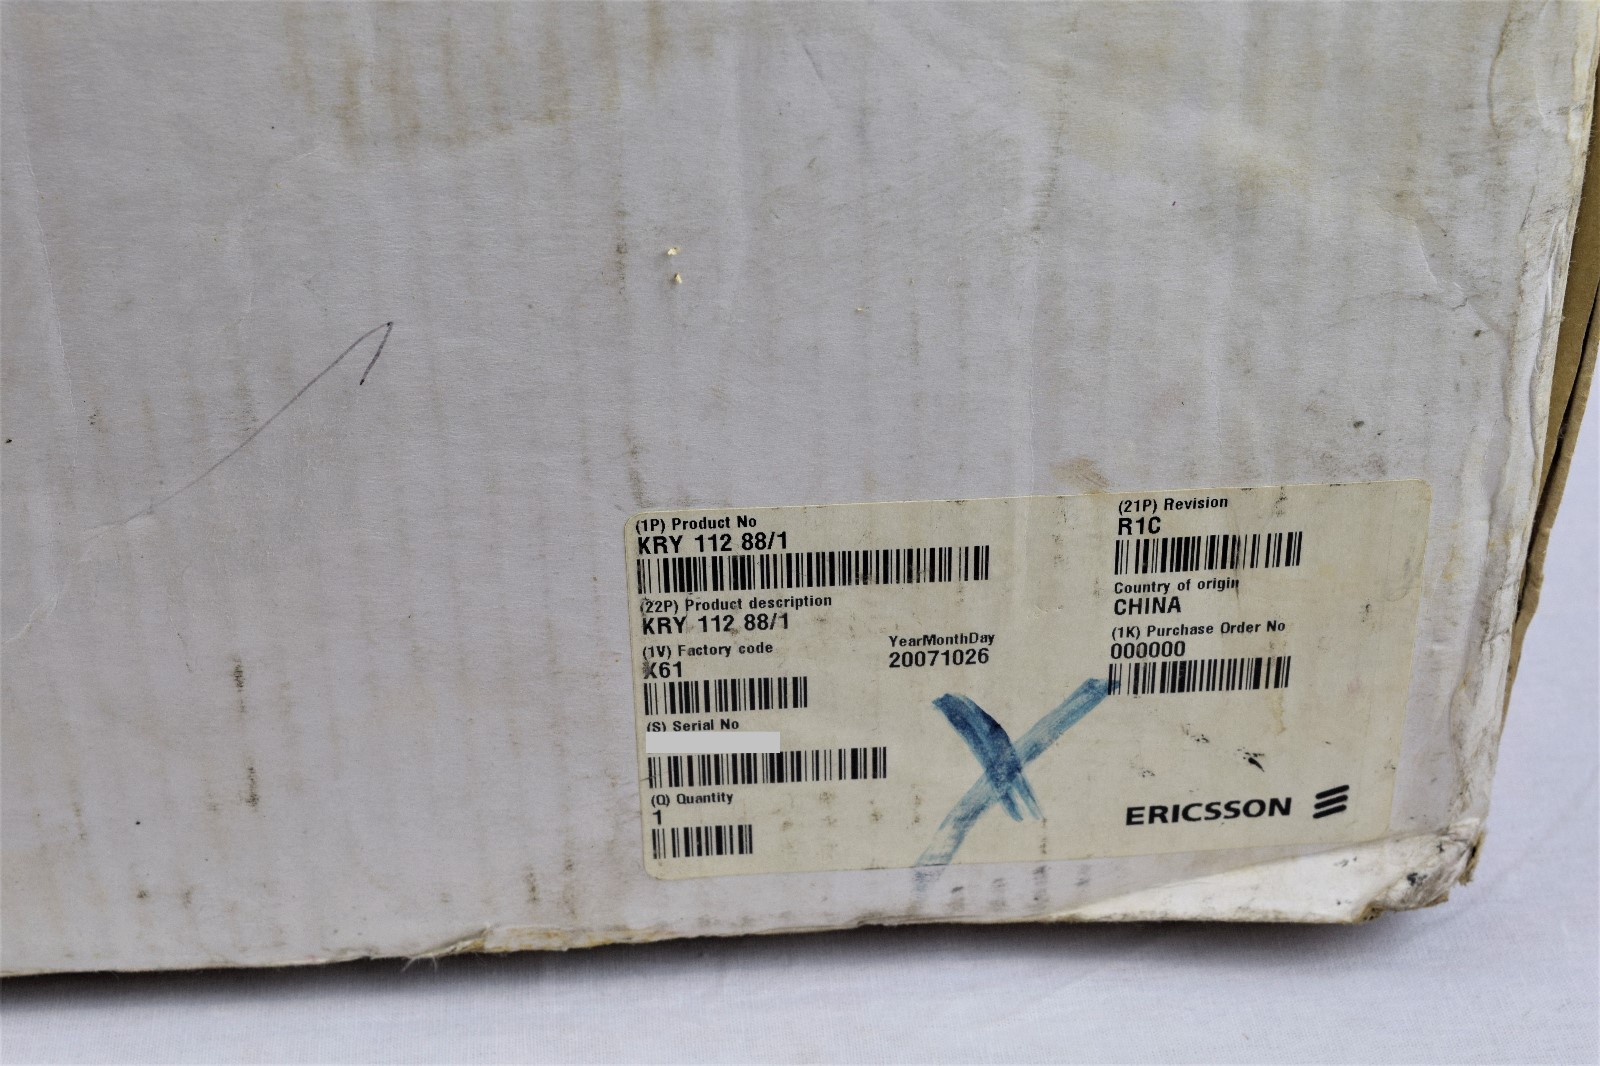 (1P) Product No
KRY 112 88/1
(22P) Product description
KRY 112 88/1
(1V) Factory code
X61
YearMonthDay
20071026
(S) Serial No
(Q) Quantity
1
(21P) Revision
R1C
Country of origin
CHINA
(1K) Purchase Order No
000000
ERICSSON